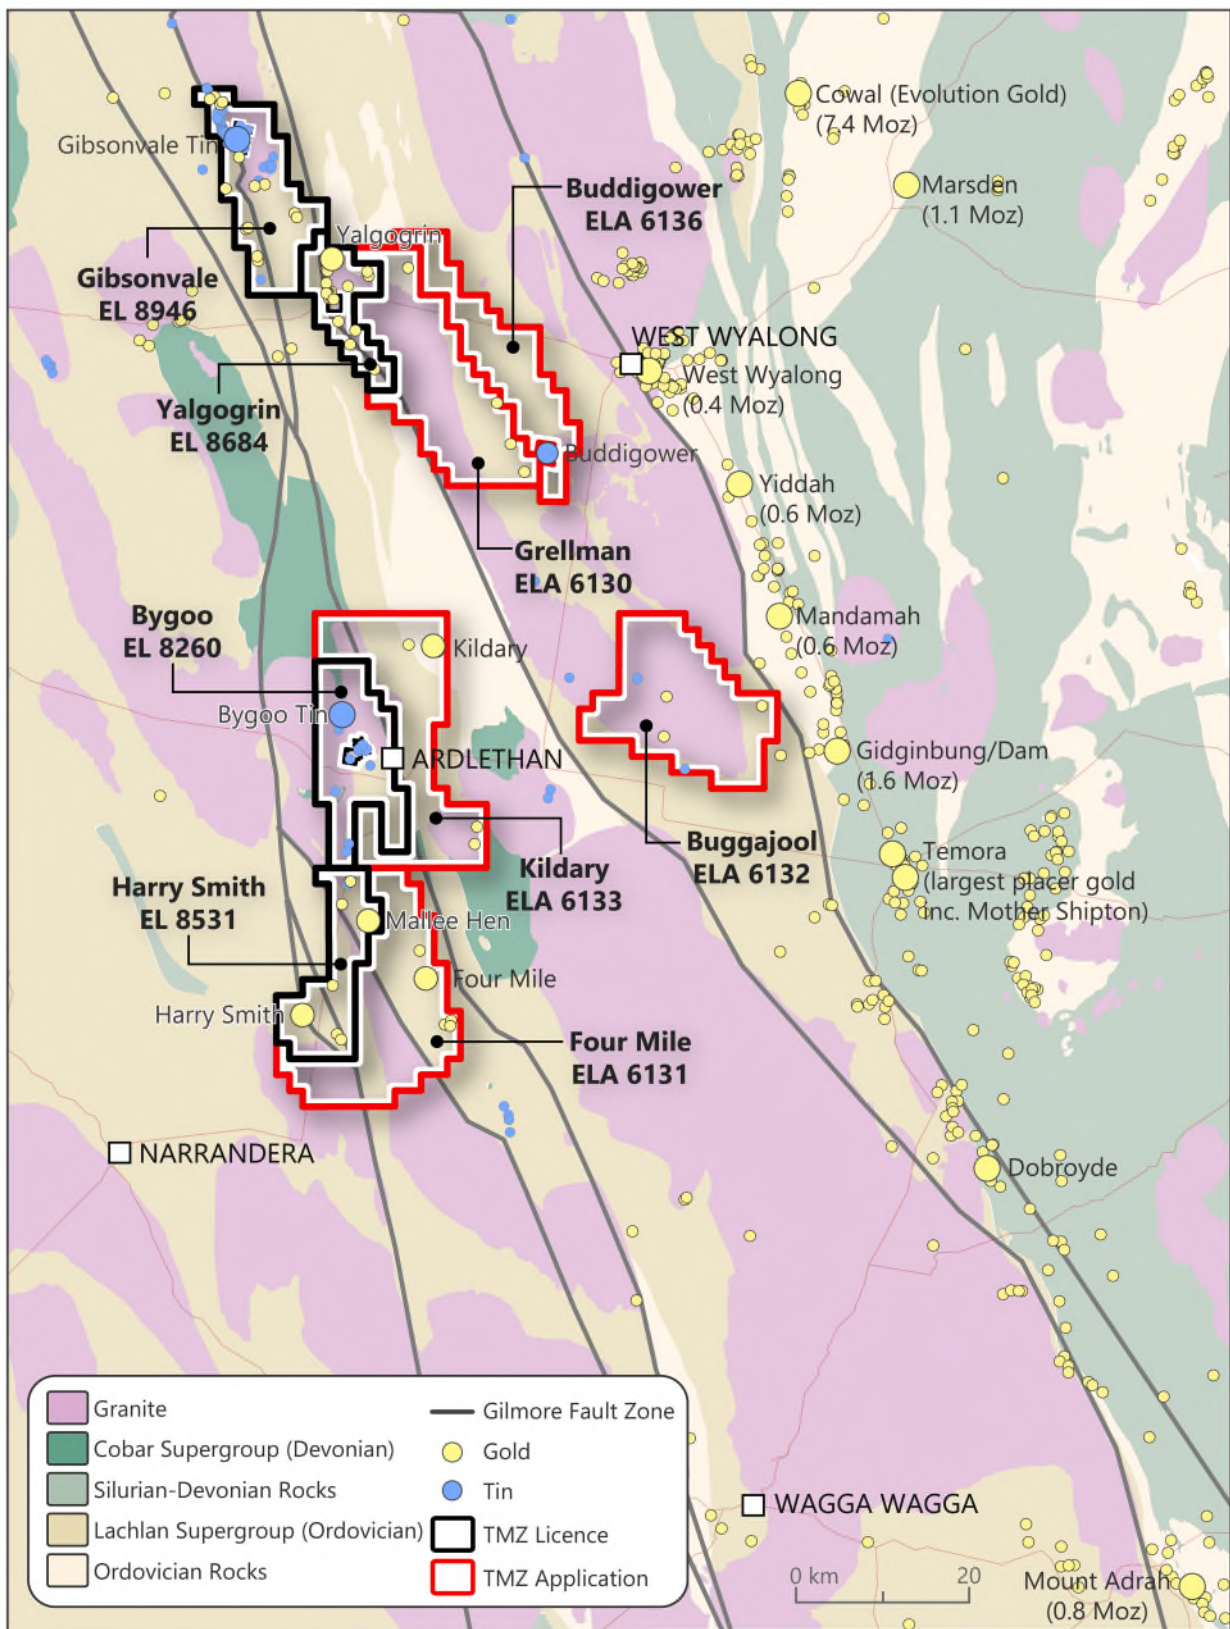 Cowal (Evolution Gold)
(7.4 Moz)
Gibsonvale Tin
Buddigower
ELA 6136
Marsden
(1.1 Moz)
Yalgogrin
Gibsonvale
EL 8946
WEST WYALONG
West Wyalong
(0.4 Moz)
Yalgogrin
EL 8684
Buddigower
Yiddah
(0.6 Moz)
Grellman
ELA 6130
Bygoo
EL 8260
Kildary
Mandamah
(0.6 Moz)
Bygoo Tin
ARDLETHAN
Gidginbung/Dam
(1.6 Moz)
Buggajool
ELA 6132
Temora
(largest placer gold
inc. Mother Shipton)
Kildary
ELA 6133
Harry Smith
EL 8531
Mallee Hen
Four Mile
Harry Smith
Four Mile
ELA 6131
NARRANDERA
Dobroyde
Granite
Cobar Supergroup (Devonian)
Silurian-Devonian Rocks
Lachlan Supergroup (Ordovician)
Ordovician Rocks
Gilmore Fault Zone
Gold
Tin
TMZ Licence
TMZ Application
WAGGA WAGGA
0 km 20
Mount Adrah
(0.8 Moz)